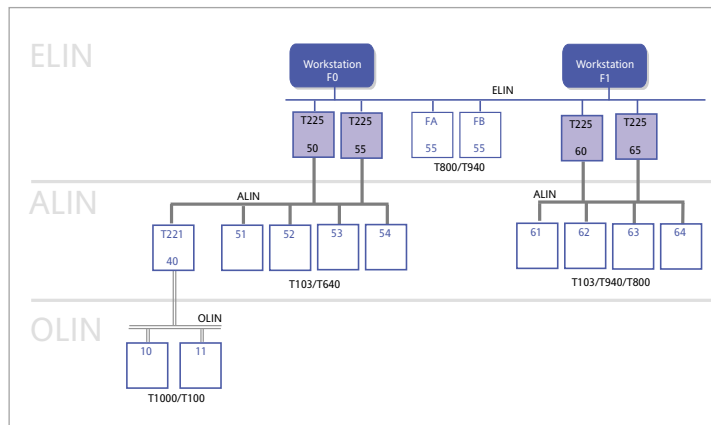 ELIN
Workstation
F0
Workstation
F1
ELIN
T225
50
T225
55
FA
55
FB
55
T225
60
T225
65
T800/T940
ALIN
ALIN
ALIN
T221
40
51
52
53
54
61
62
63
64
T103/T640
T103/T940/T800
OLIN
OLIN
10
11
T1000/T100